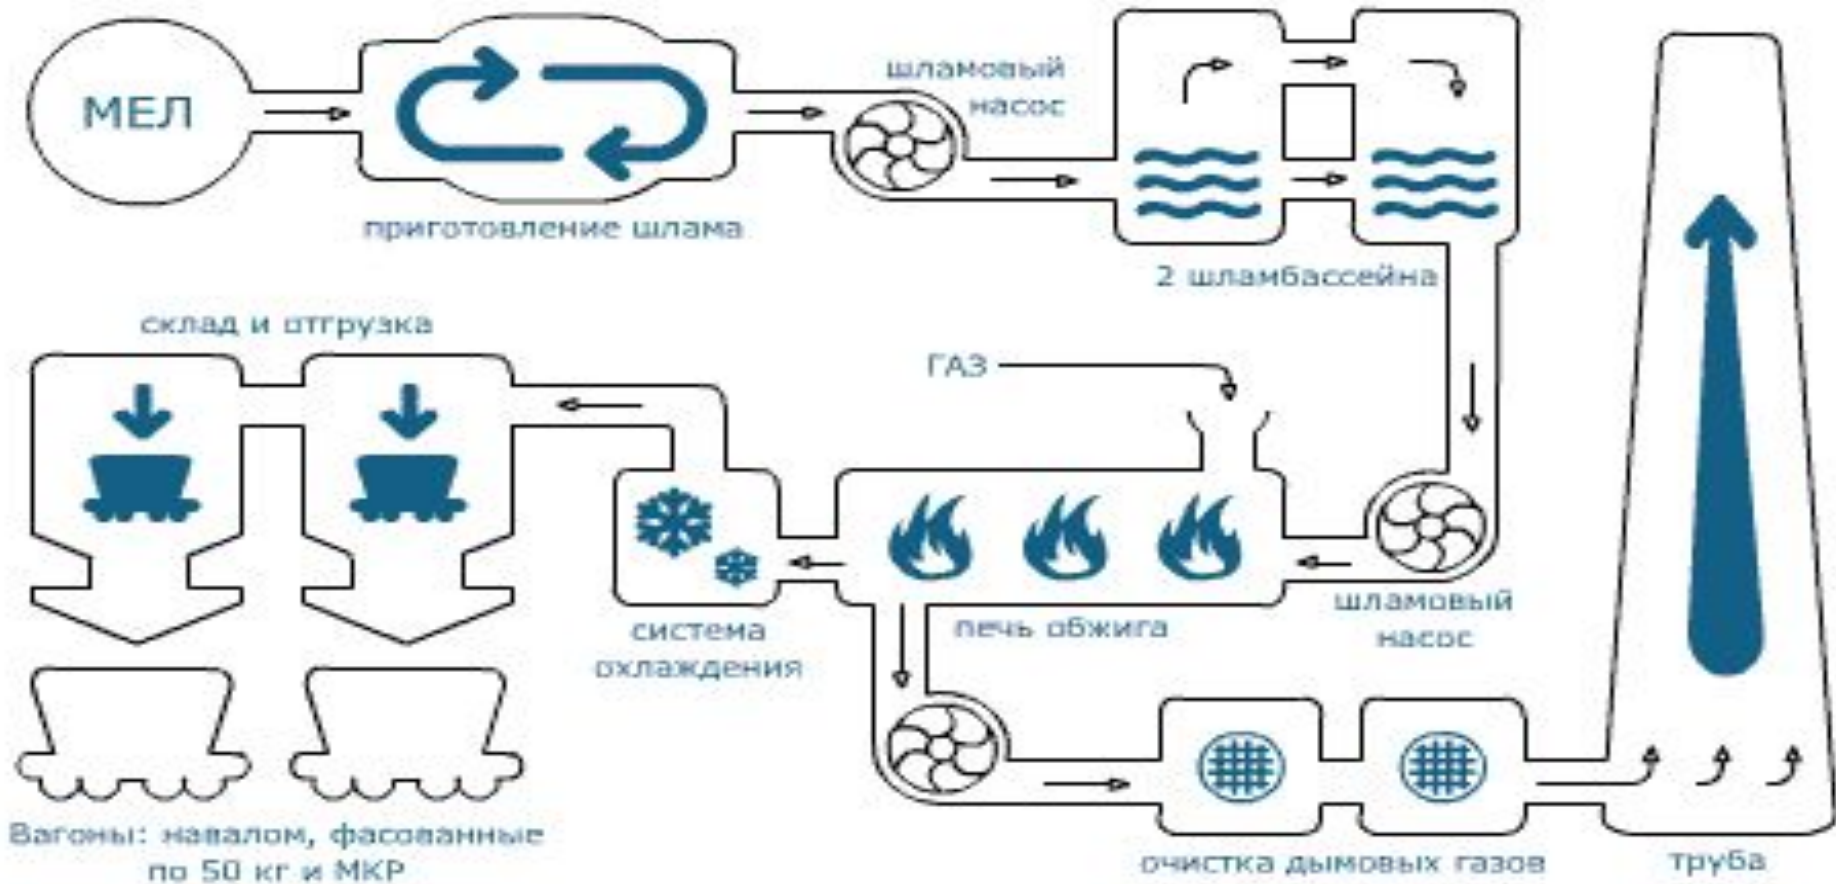 МЕЛ
приготовление шлама
шламовый
насос
2 шламбассейна
склад и отгрузка
ГАЗ
шламовый
насос
печь обжига
система
охлаждения
Вагоны: навалом, фасованные
по 50 кг и МКР
очистка дымовых газов
труба